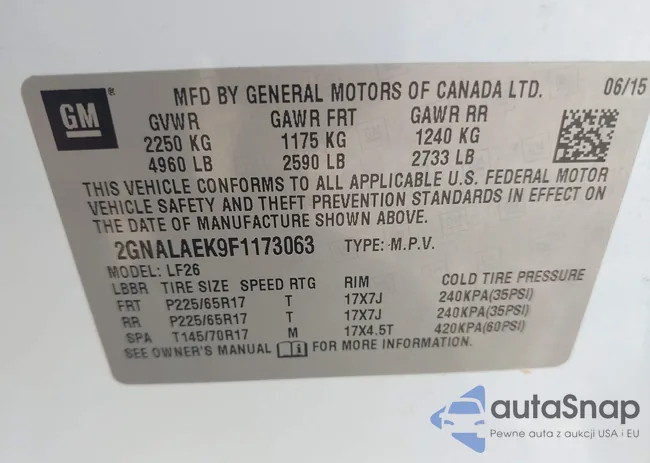 GM ®
MFD BY GENERAL MOTORS OF CANADA LTD. 06/15
GVWR GAWR FRT GAWR RR
2250 KG 1175 KG 1240 KG
4960 LB 2590 LB 2733 LB
THIS VEHICLE CONFORMS TO ALL APPLICABLE U.S. FEDERAL MOTOR
VEHICLE SAFETY AND THEFT PREVENTION STANDARDS IN EFFECT ON
THE DATE OF MANUFACTURE SHOWN ABOVE.
2GNALAEK9F1173063 TYPE: M.P.V.
MODEL: LF26
LBBR TIRE SIZE SPEED RTG RIM COLD TIRE PRESSURE
FRT P225/65R17 T 17X7J 240KPA(35PSI)
RR P225/65R17 T 17X7J 240KPA(35PSI)
SPA T145/70R17 M 17X4.5T 420KPA(60PSI)
SEE OWNER'S MANUAL i FOR MORE INFORMATION.
autaSnap
Pewne auta z aukcji USA i EU